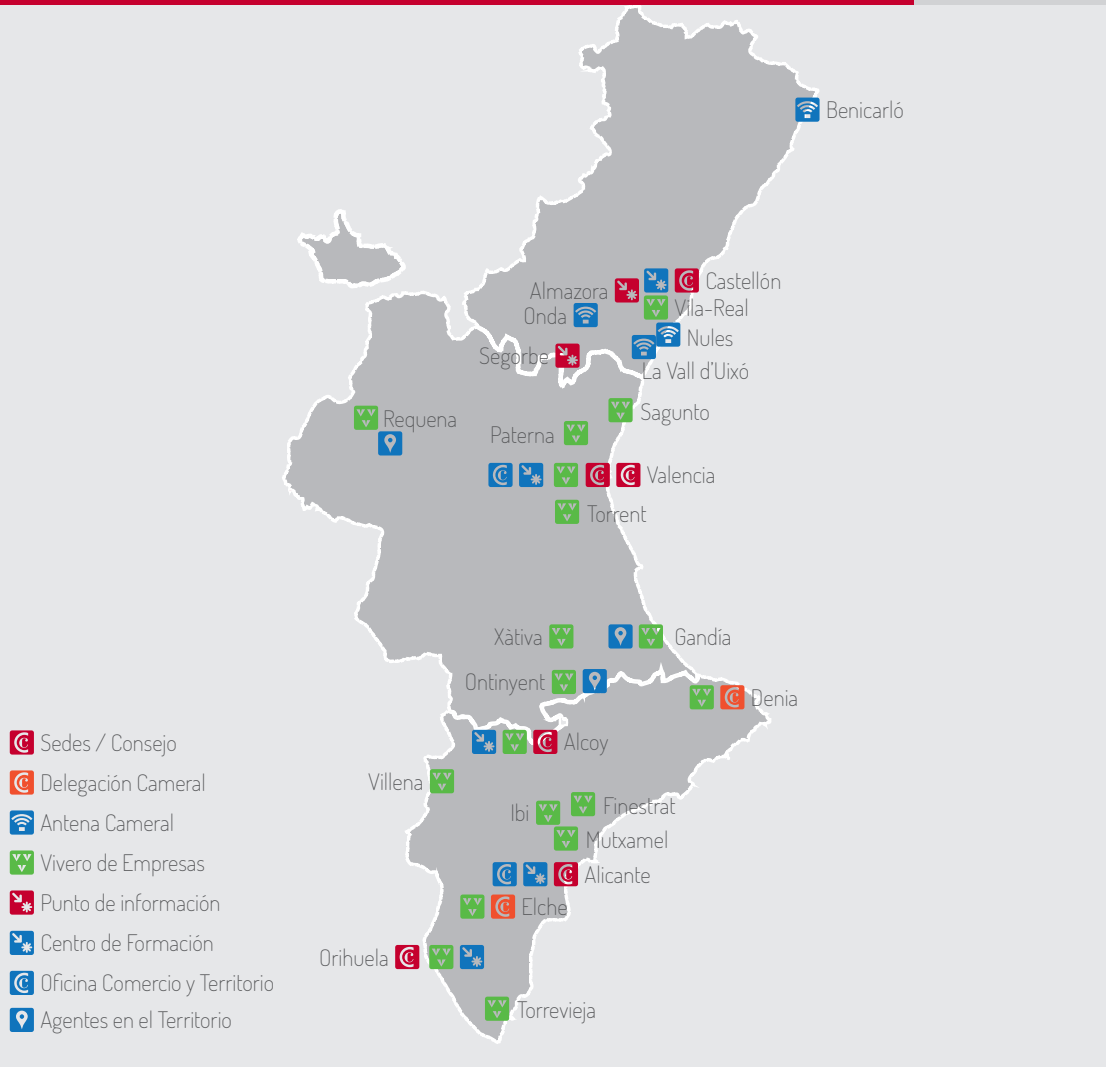 Benicarló
Castellón
Almazora
Vila-Real
Onda
Nules
Segorbe
La Vall d'Uixó
Sagunto
Requena
Paterna
Valencia
Torrent
Xàtiva
Gandía
Ontinyent
Denia
Alcoy
Villena
Finestrat
Ibi
Mutxamel
Alicante
Elche
Orihuela
Torrevieja
Sedes / Consejo
Delegación Cameral
Antena Cameral
Vivero de Empresas
Punto de información
Centro de Formación
Oficina Comercio y Territorio
Agentes en el Territorio